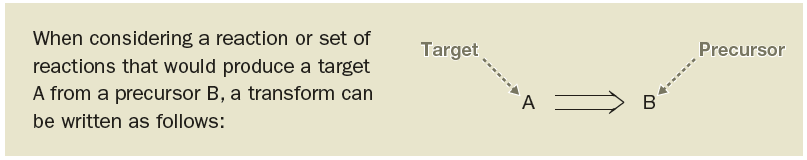 When considering a reaction or set of
reactions that would produce a target
A from a precursor B, a transform can
be written as follows:
Target
Precursor
A
B